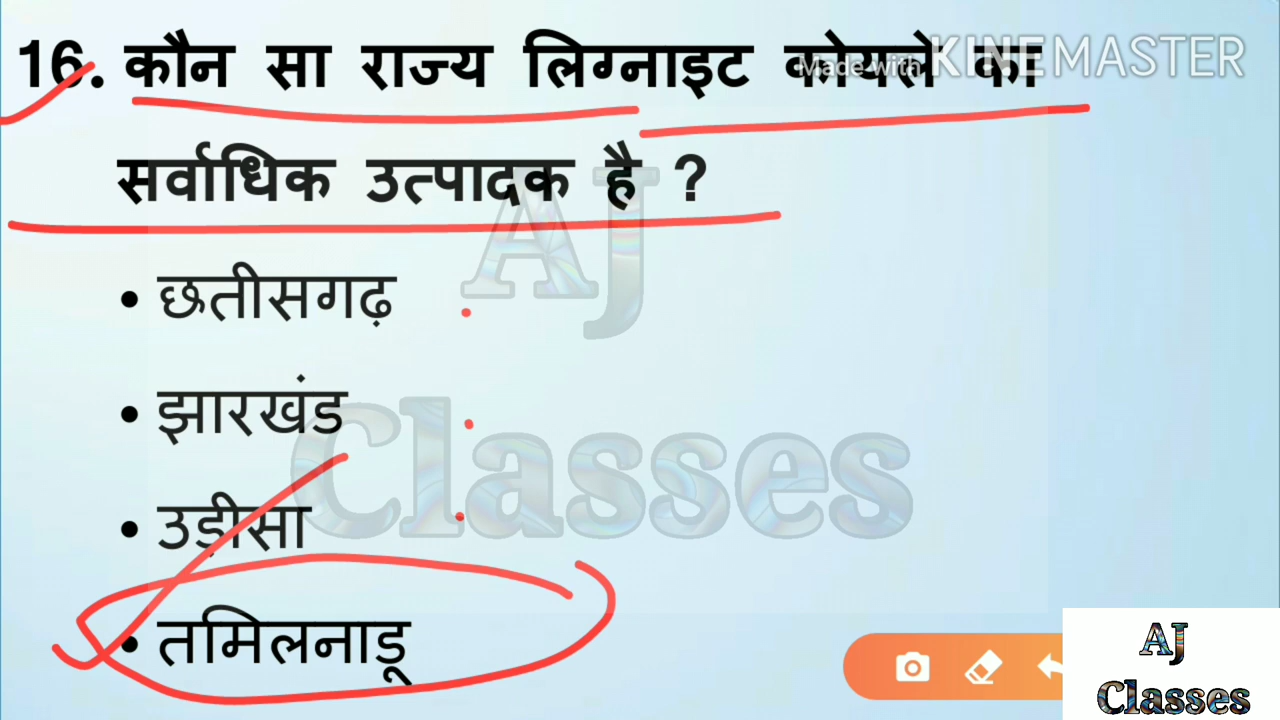 16. कौन सा राज्य लिग्नाइट कोयले का
Made with KINEMASTER
सर्वाधिक उत्पादक है ?
AJ
• छतीसगढ़
• झारखंड
Classes
• उड़ीसा
• तमिलनाडू
AJ
Classes